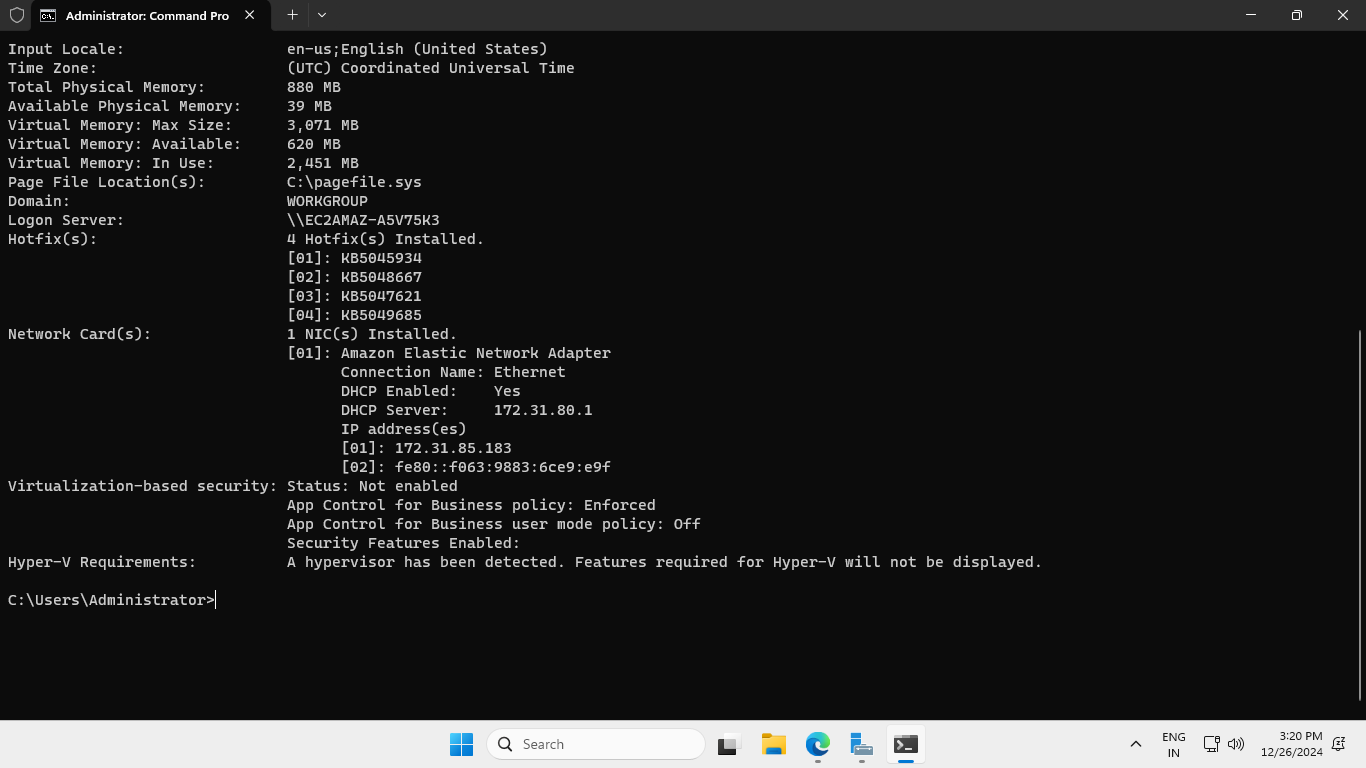 Administrator: Command Pro
Input Locale: en-us;English (United States)
Time Zone: (UTC) Coordinated Universal Time
Total Physical Memory: 880 MB
Available Physical Memory: 39 MB
Virtual Memory: Max Size: 3,071 MB
Virtual Memory: Available: 620 MB
Virtual Memory: In Use: 2,451 MB
Page File Location(s): C:\pagefile.sys
Domain: WORKGROUP
Logon Server: \\EC2AMAZ-A5V75K3
Hotfix(s): 4 Hotfix(s) Installed.
[01]: KB5045934
[02]: KB5048667
[03]: KB5047621
[04]: KB5049685
Network Card(s): 1 NIC(s) Installed.
[01]: Amazon Elastic Network Adapter
Connection Name: Ethernet
DHCP Enabled: Yes
DHCP Server: 172.31.80.1
IP address(es)
[01]: 172.31.85.183
[02]: fe80::f063:9883:6ce9:e9f
Virtualization-based security: Status: Not enabled
App Control for Business policy: Enforced
App Control for Business user mode policy: Off
Security Features Enabled:
Hyper-V Requirements: A hypervisor has been detected. Features required for Hyper-V will not be displayed.
C:\Users\Administrator>
Search
ENG
IN
3:20 PM
12/26/2024